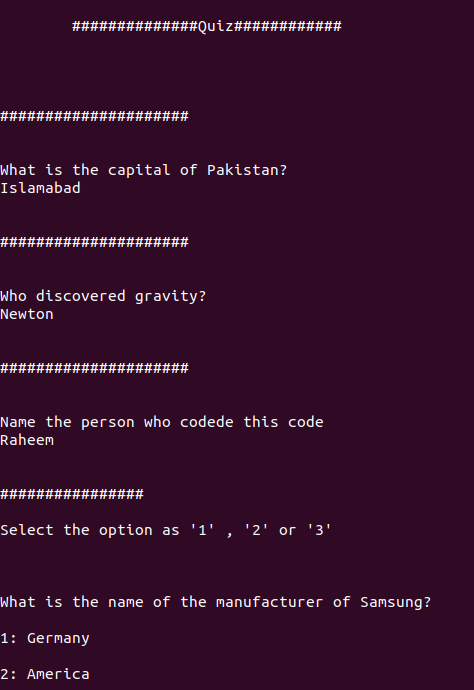 ##############Quiz############
#####################
What is the capital of Pakistan?
Islamabad
#####################
Who discovered gravity?
Newton
#####################
Name the person who codede this code
Raheem
################
Select the option as '1' , '2' or '3'
What is the name of the manufacturer of Samsung?
1: Germany
2: America